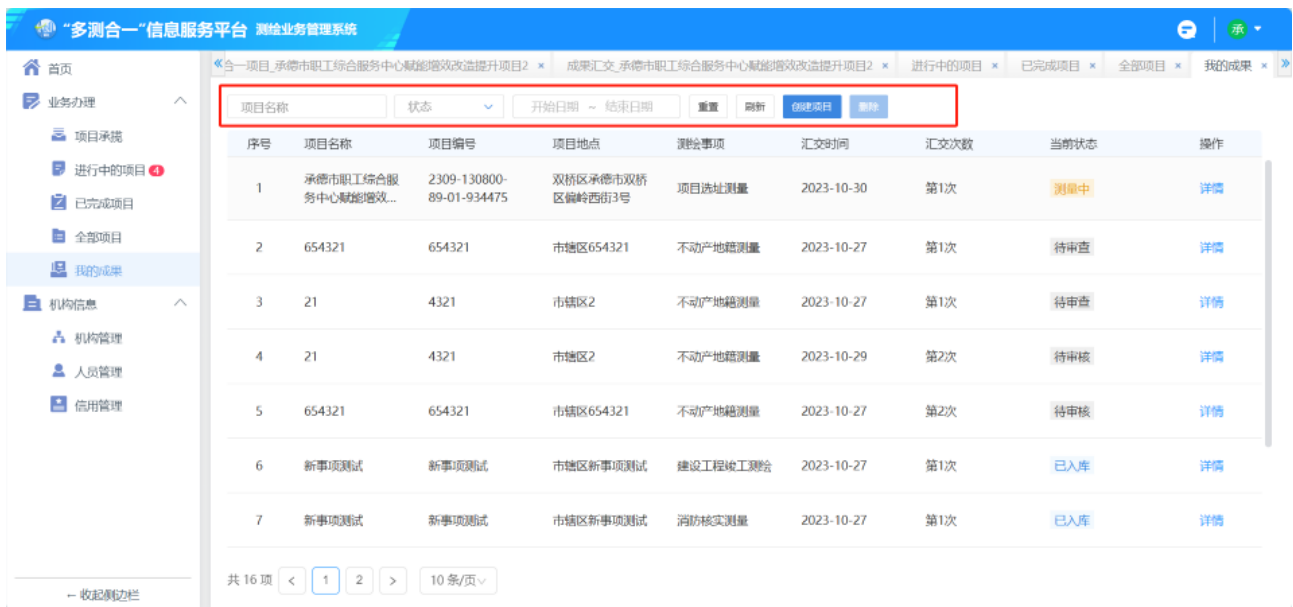 “多测合一”信息服务平台 测绘业务管理系统
承
首页
业务办理
项目承揽
进行中的项目 4
已完成项目
全部项目
我的成果
机构信息
机构管理
人员管理
信用管理
← 收起侧边栏
合一项目_承德市职工综合服务中心赋能增效改造提升项目2 × 成果汇交_承德市职工综合服务中心赋能增效改造提升项目2 × 进行中的项目 × 已完成项目 × 全部项目 × 我的成果 ×
项目名称 状态 开始日期 ~ 结束日期 重置 刷新 创建项目 删除
序号 项目名称 项目编号 项目地点 测绘事项 汇交时间 汇交次数 当前状态 操作
1 承德市职工综合服 2309-130800- 双桥区承德市双桥 项目选址测量 2023-10-30 第1次 测量中 详情
务中心赋能增效... 89-01-934475 区偏岭西街3号
2 654321 654321 市辖区654321 不动产地籍测量 2023-10-27 第1次 待审查 详情
3 21 4321 市辖区2 不动产地籍测量 2023-10-27 第1次 待审查 详情
4 21 4321 市辖区2 不动产地籍测量 2023-10-29 第2次 待审核 详情
5 654321 654321 市辖区654321 不动产地籍测量 2023-10-27 第2次 待审核 详情
6 新事项测试 新事项测试 市辖区新事项测试 建设工程竣工测绘 2023-10-27 第1次 已入库 详情
7 新事项测试 新事项测试 市辖区新事项测试 消防核实测量 2023-10-27 第1次 已入库 详情
共 16 项 < 1 2 > 10 条/页